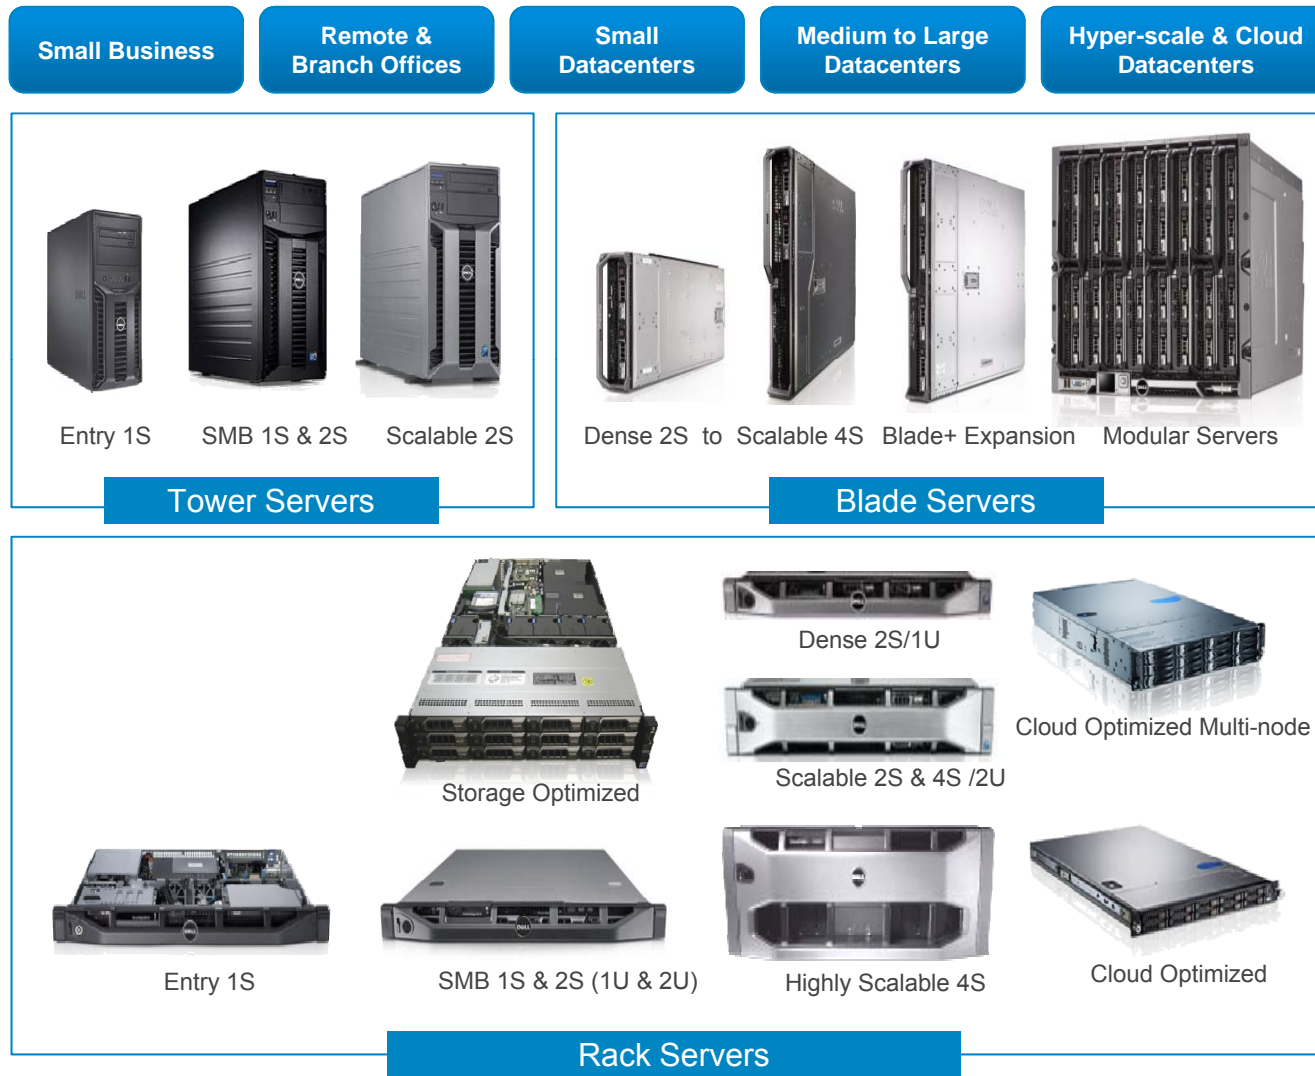 Small Business
Remote &
Branch Offices
Small
Datacenters
Medium to Large
Datacenters
Hyper-scale & Cloud
Datacenters
Entry 1S
SMB 1S & 2S
Scalable 2S
Dense 2S to Scalable 4S
Blade+ Expansion
Modular Servers
Tower Servers
Blade Servers
Dense 2S/1U
Cloud Optimized Multi-node
Scalable 2S & 4S /2U
Storage Optimized
Entry 1S
SMB 1S & 2S (1U & 2U)
Highly Scalable 4S
Cloud Optimized
Rack Servers